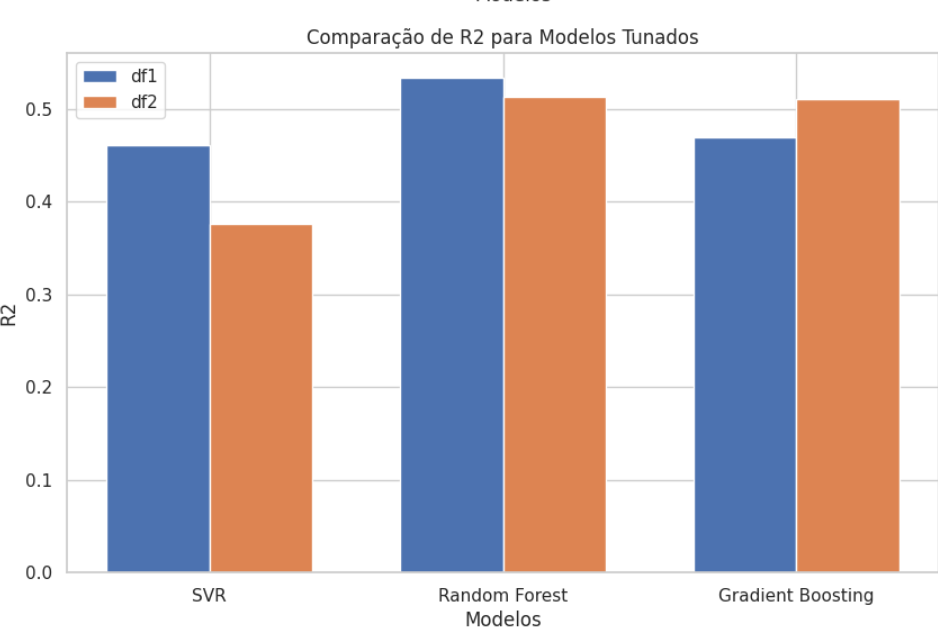 Modelos
Comparação de R2 para Modelos Tunados
df1
df2
0.5
0.4
0.3
0.2
0.1
0.0
R2
SVR
Random Forest
Gradient Boosting
Modelos